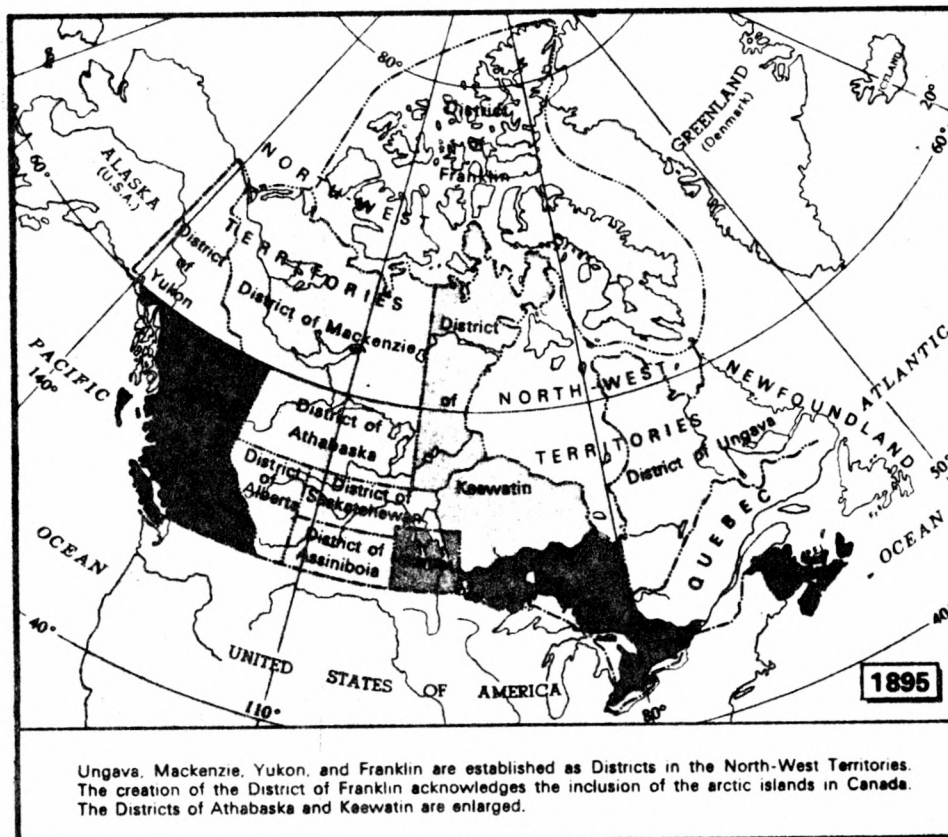 80°
ICELAND
20°
GREENLAND
(Denmark)
60°
60°
ALASKA
(U.S.A.)
District
of
Franklin
NORTH-WEST
TERRITORIES
District
of
Yukon
District of Mackenzie
District
of
Keewatin
NORTH-WEST
TERRITORIES
PACIFIC
140°
OCEAN
NEWFOUNDLAND
ATLANTIC
50°
OCEAN
District of
Athabaska
District of Ungava
District
of
Alberta
District of
Saskatchewan
District of
Assiniboia
QUEBEC
40°
40
UNITED STATES OF AMERICA
110°
80°
1895
Ungava, Mackenzie, Yukon, and Franklin are established as Districts in the North-West Territories.
The creation of the District of Franklin acknowledges the inclusion of the arctic islands in Canada.
The Districts of Athabaska and Keewatin are enlarged.